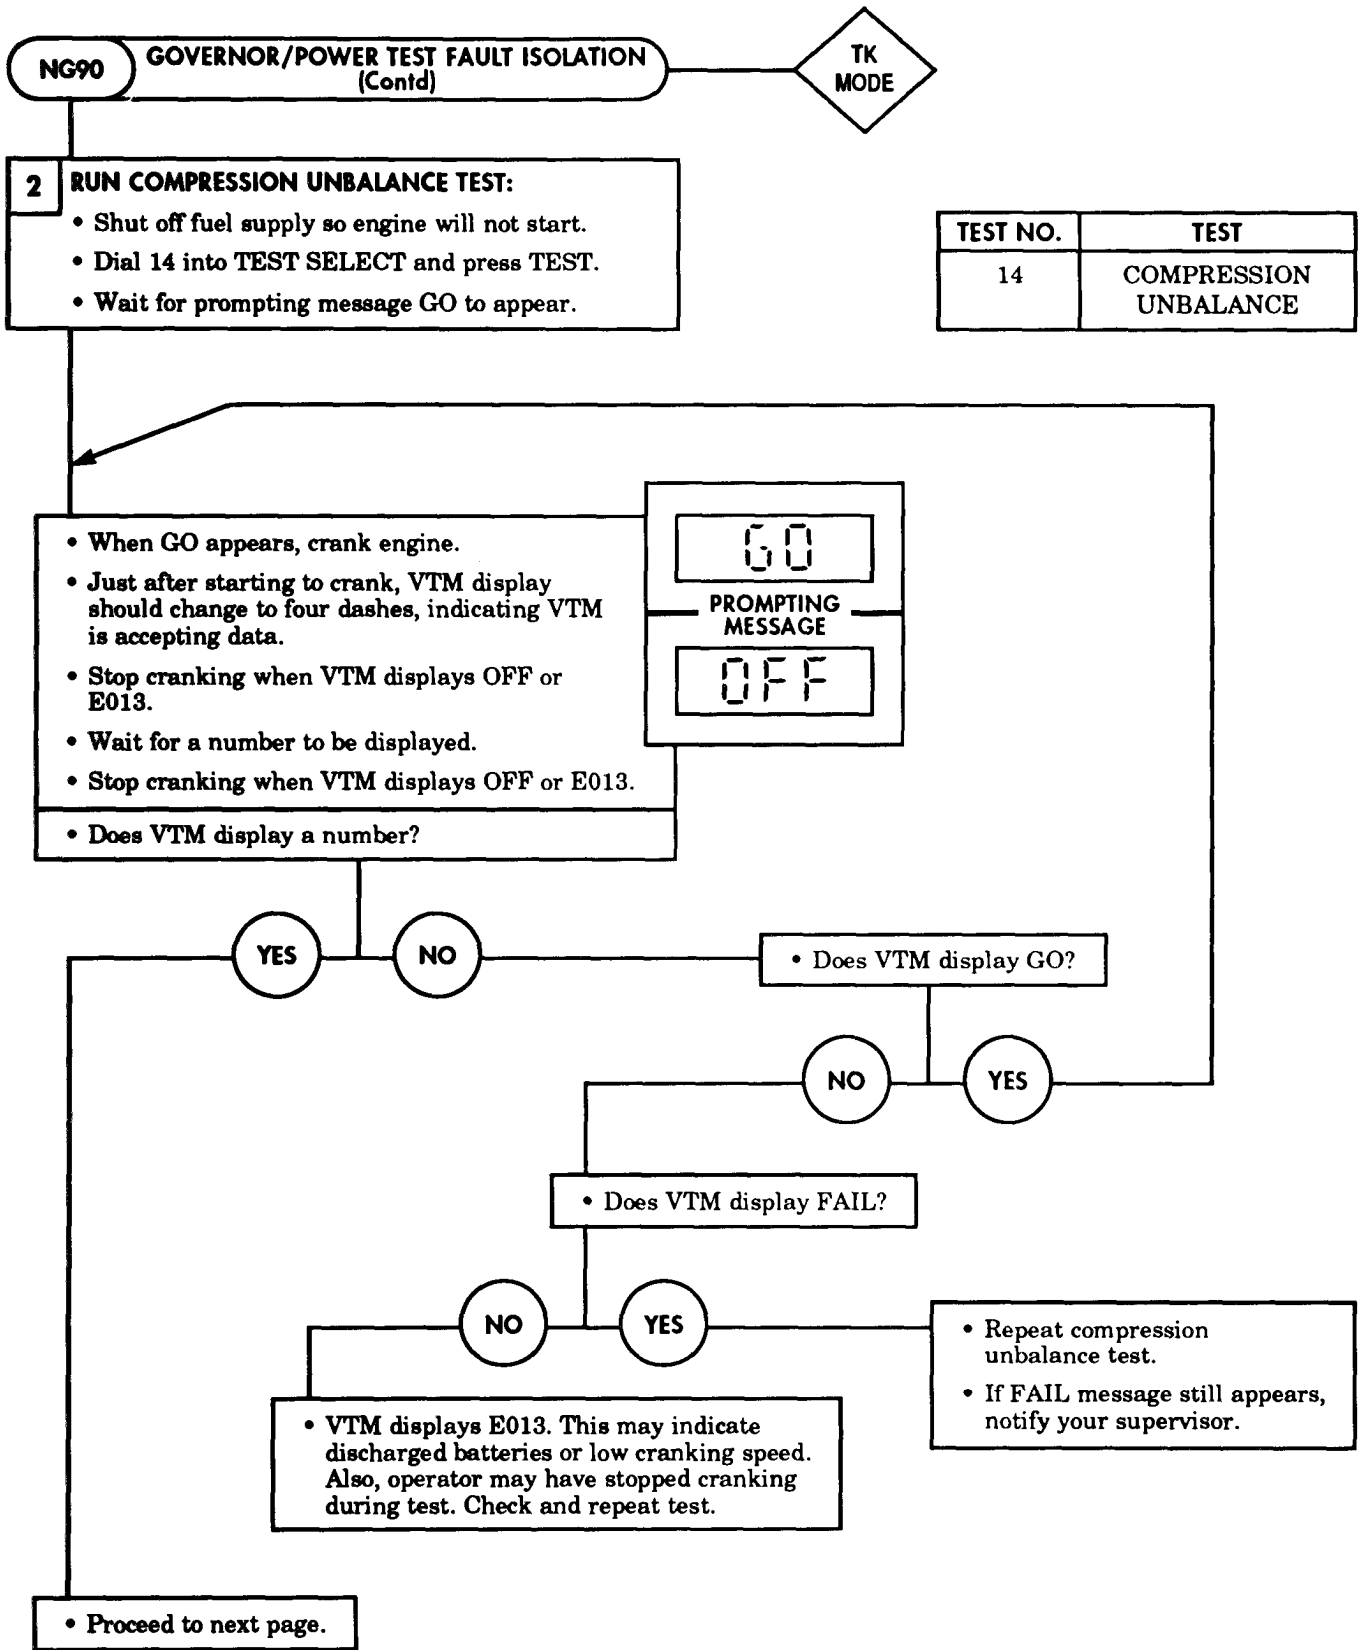 NG90
GOVERNOR/POWER TEST FAULT ISOLATION
(Contd)
TK
MODE
2
RUN COMPRESSION UNBALANCE TEST:
• Shut off fuel supply so engine will not start.
• Dial 14 into TEST SELECT and press TEST.
• Wait for prompting message GO to appear.
TEST NO.
TEST
14
COMPRESSION
UNBALANCE
• When GO appears, crank engine.
• Just after starting to crank, VTM display
should change to four dashes, indicating VTM
is accepting data.
• Stop cranking when VTM displays OFF or
E013.
• Wait for a number to be displayed.
• Stop cranking when VTM displays OFF or E013.
• Does VTM display a number?
GO
PROMPTING
MESSAGE
OFF
YES
NO
• Does VTM display GO?
NO
YES
• Does VTM display FAIL?
NO
YES
• Repeat compression
unbalance test.
• If FAIL message still appears,
notify your supervisor.
• VTM displays E013. This may indicate
discharged batteries or low cranking speed.
Also, operator may have stopped cranking
during test. Check and repeat test.
• Proceed to next page.